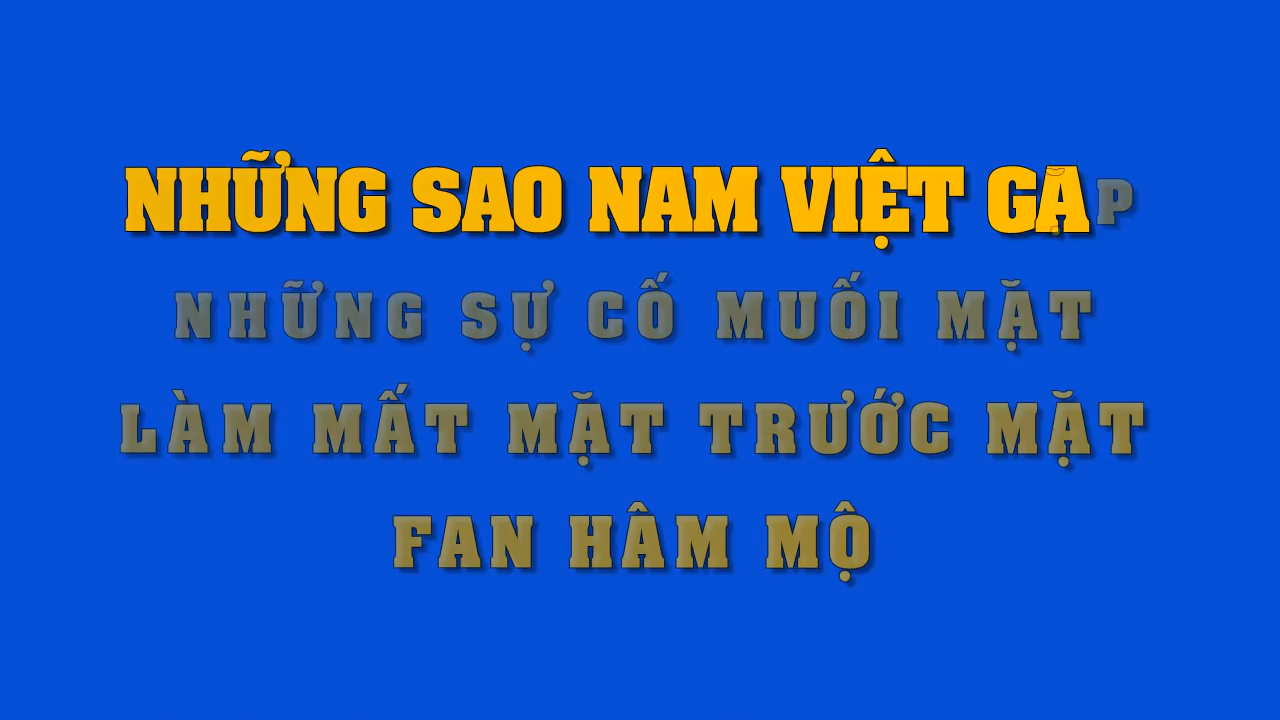 NHỮNG SAO NAM VIỆT GẶP
NHỮNG SỰ CỐ MUỐI MẶT
LÀM MẤT MẶT TRƯỚC MẶT
FAN HÂM MỘ